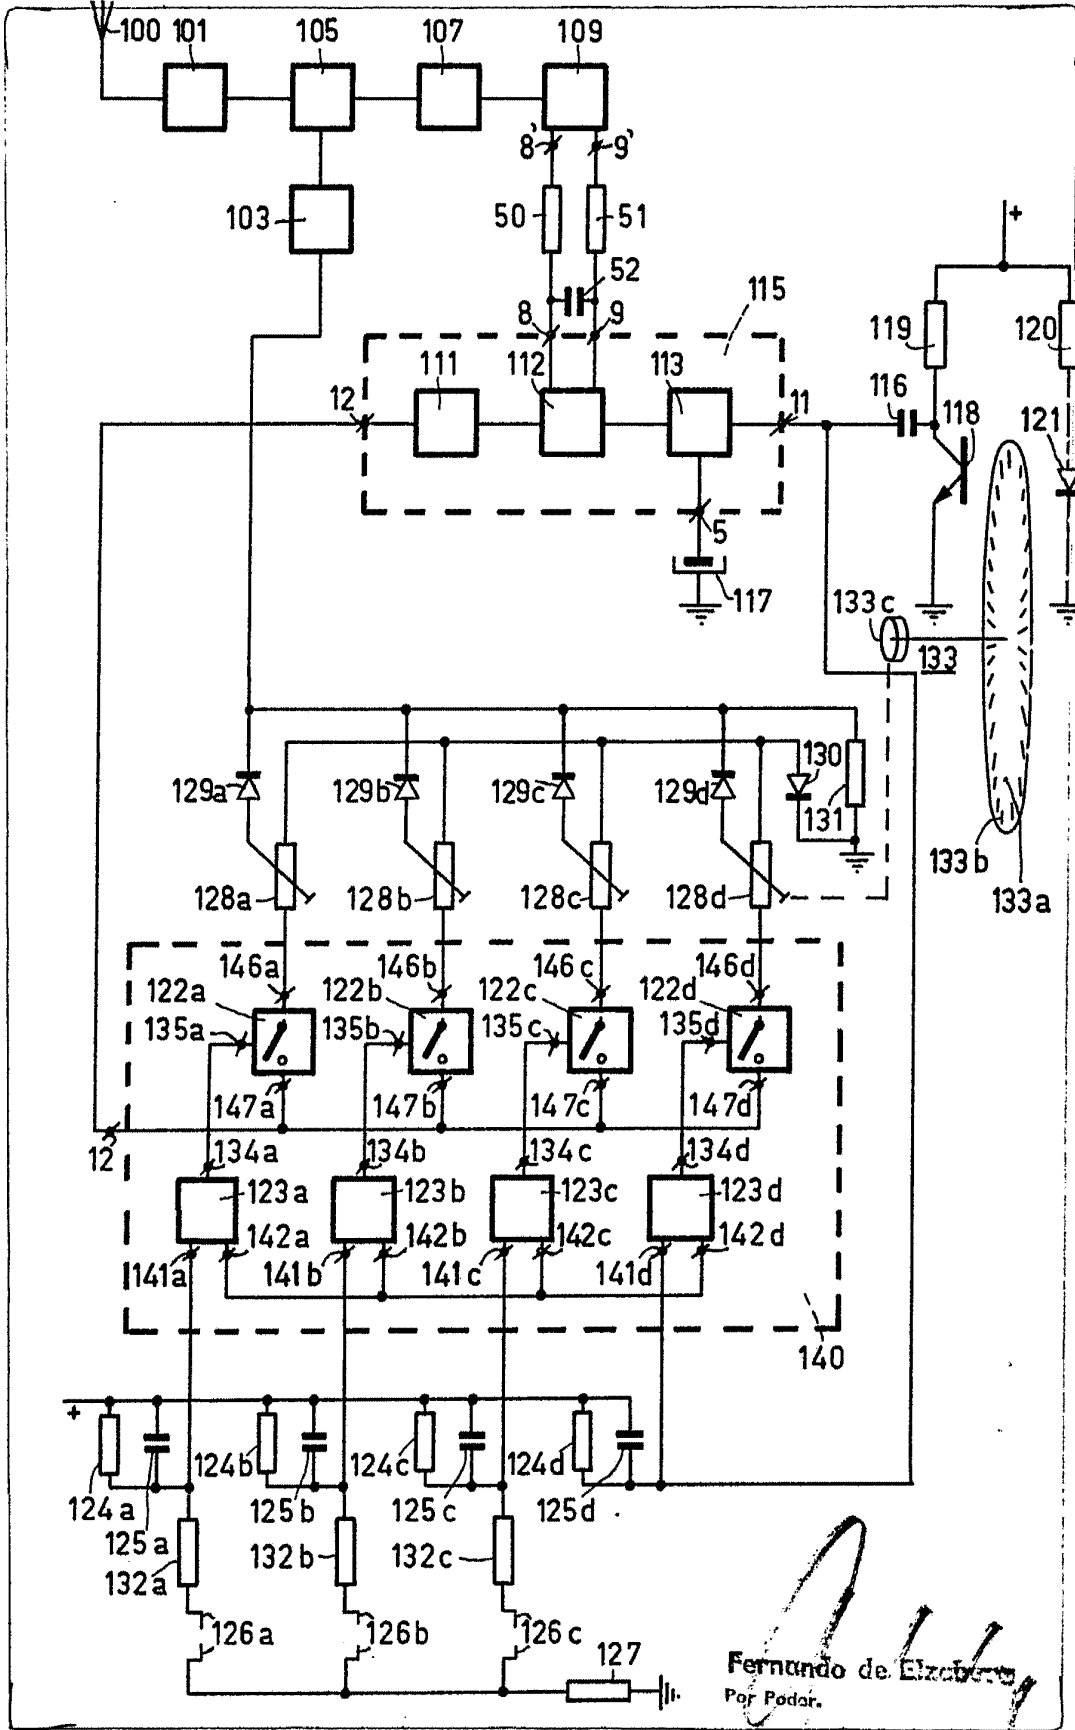 100 101 105 107 109
8' 9'
103 50 51
+
52
115
8 9
119 120
111 112 113
12 11 116 118
121
5
117
133c
133
129a 129b 129c 129d 130
131
133b
128a 128b 128c 128d
133a
146a 146b 146c 146d
122a 122b 122c 122d
135a 135b 135c 135d
147a 147b 147c 147d
12'
134a 134b 134c 134d
123a 123b 123c 123d
142a 142b 142c 142d
141a 141b 141c 141d
140
+
124b 124c 124d
124a 125b 125c 125d
125a
132b 132c
132a
126a 126b 126c
127
Fernando de Elzaburu
Por Poder.